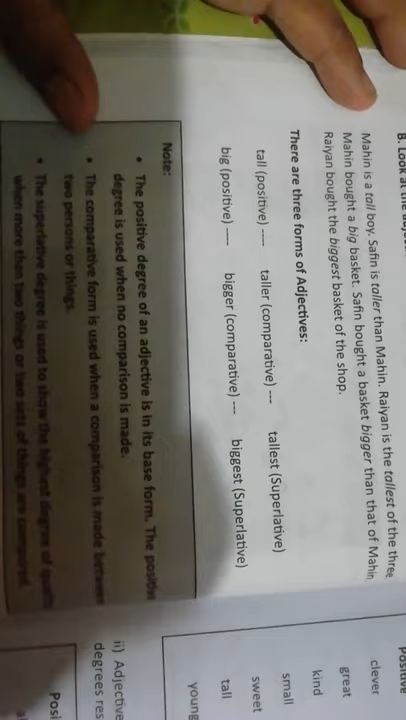 B. Look at the
Mahin is a tall boy. Safin is taller than Mahin. Raiyan is the tallest of the three
Mahin bought a big basket. Safin bought a basket bigger than that of Mahin.
Raiyan bought the biggest basket of the shop.
There are three forms of Adjectives:
tall (positive) ---- taller (comparative) --- tallest (Superlative)
big (positive) ---- bigger (comparative) --- biggest (Superlative)
Note:
• The positive degree of an adjective is in its base form. The positive
degree is used when no comparison is made.
• The comparative form is used when a comparison is made between
two persons or things.
• The superlative degree is used to show the highest degree of
when more than two things or two sets of things are compared.
Positive
clever
great
kind
small
sweet
tall
young
ii) Adjective
degrees res
Posi